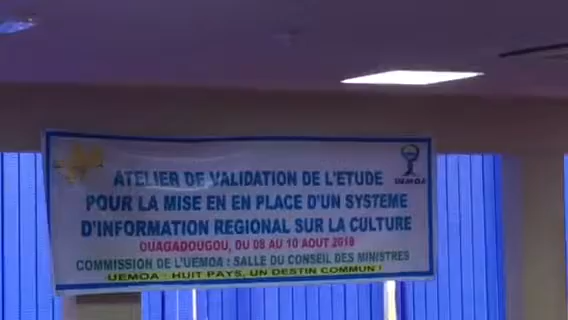 ATELIER DE VALIDATION DE L'ETUDE
UEMOA
POUR LA MISE EN EN PLACE D'UN SYSTEME
D'INFORMATION REGIONAL SUR LA CULTURE
OUAGADOUGOU, DU 08 AU 10 AOUT 2018
COMMISSION DE L'UEMOA : SALLE DU CONSEIL DES MINISTRES
UEMOA : HUIT PAYS, UN DESTIN COMMUN !